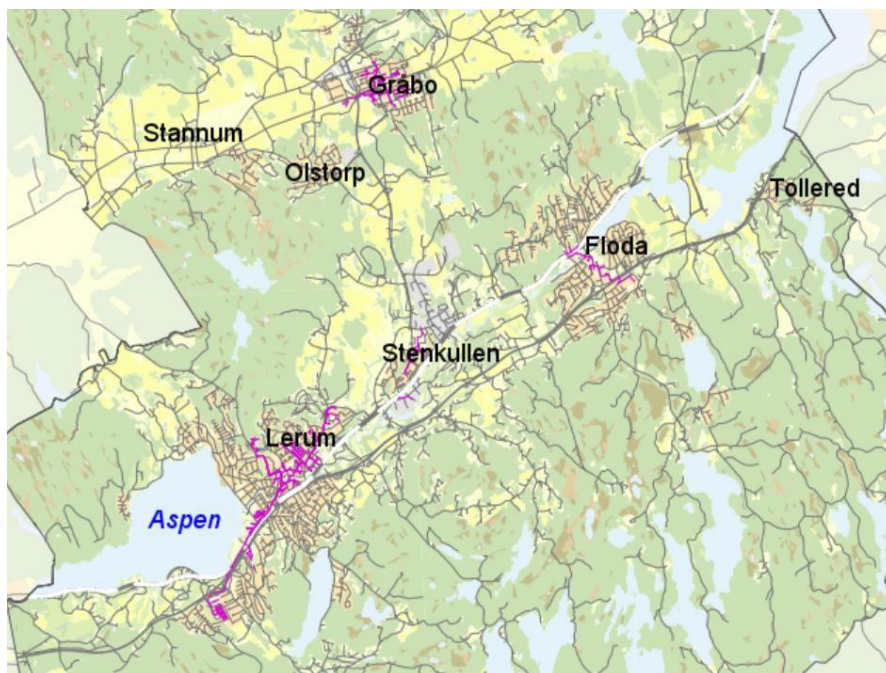 Gråbo
Stannum
Olstorp
Tollered
Floda
Stenkullen
Lerum
Aspen